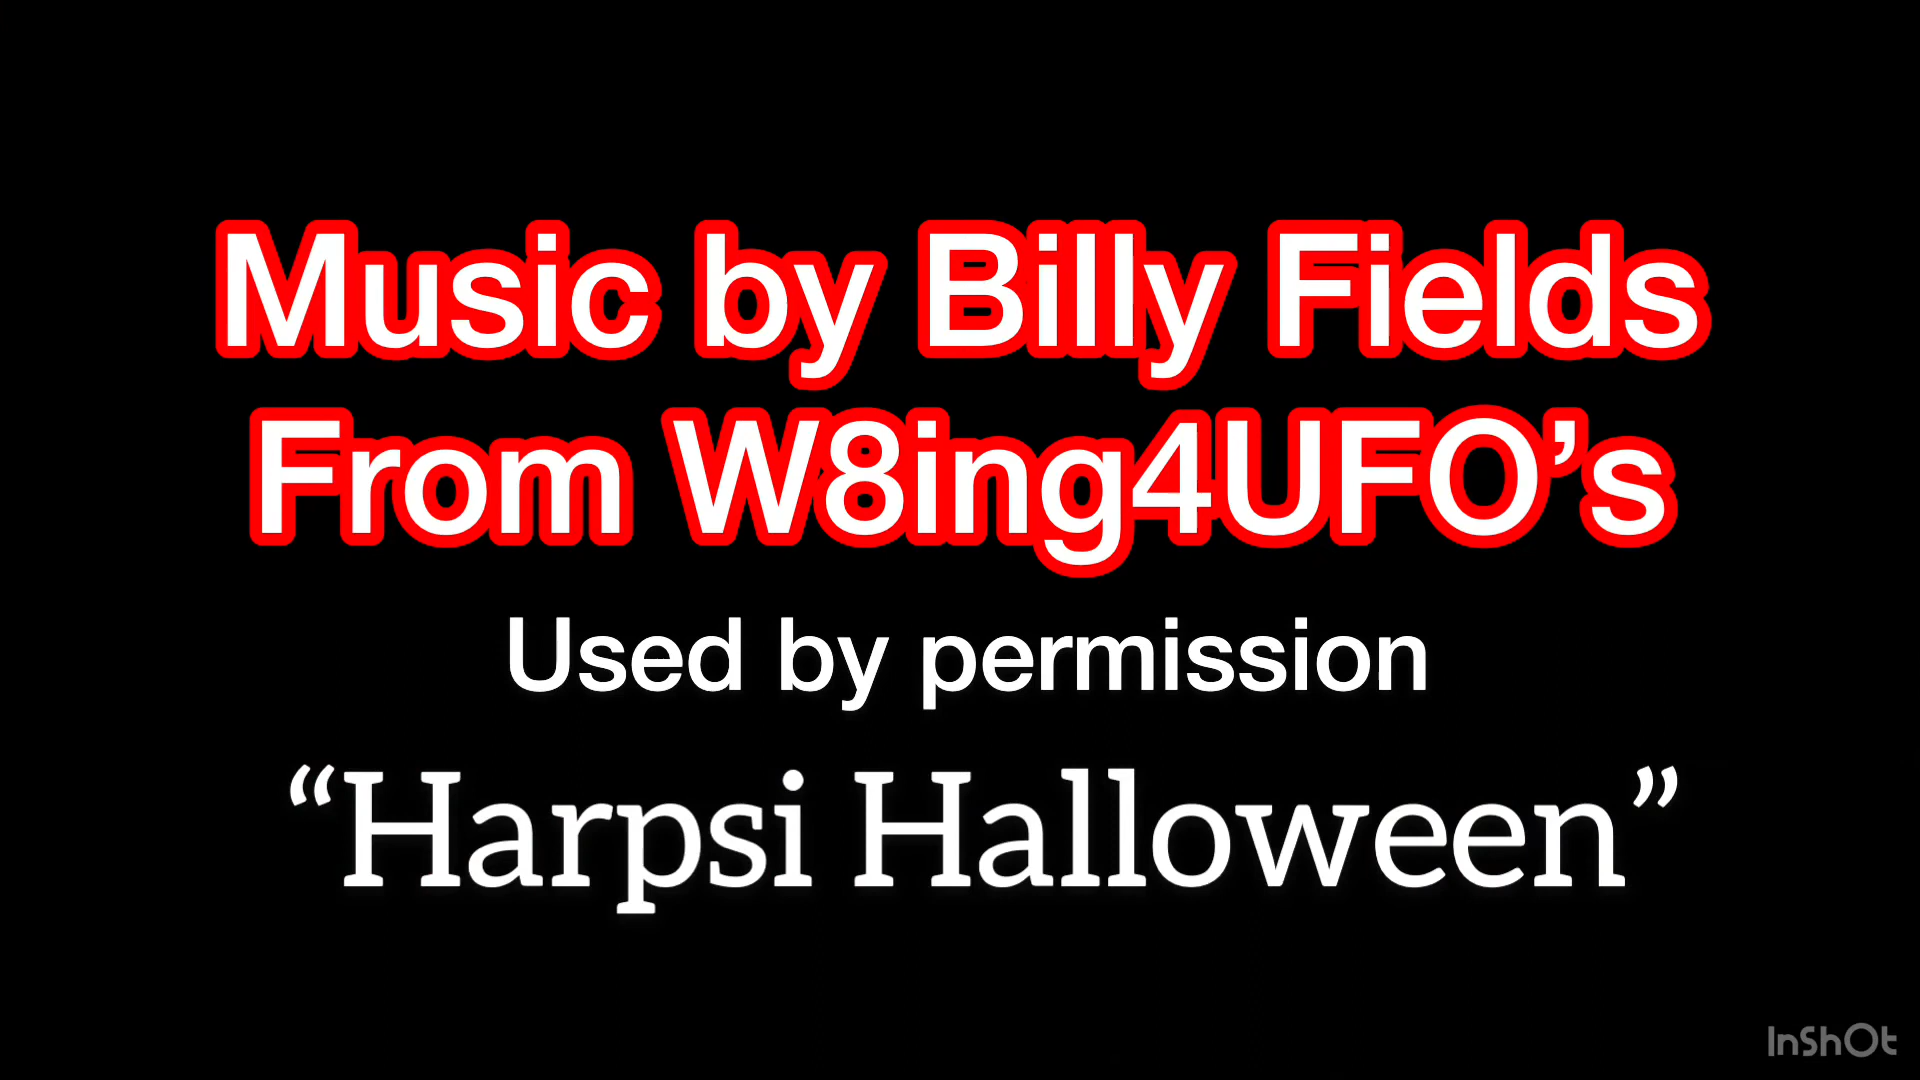 Music by Billy Fields
From W8ing4UFO’s
Used by permission
“Harpsi Halloween”
InShOt